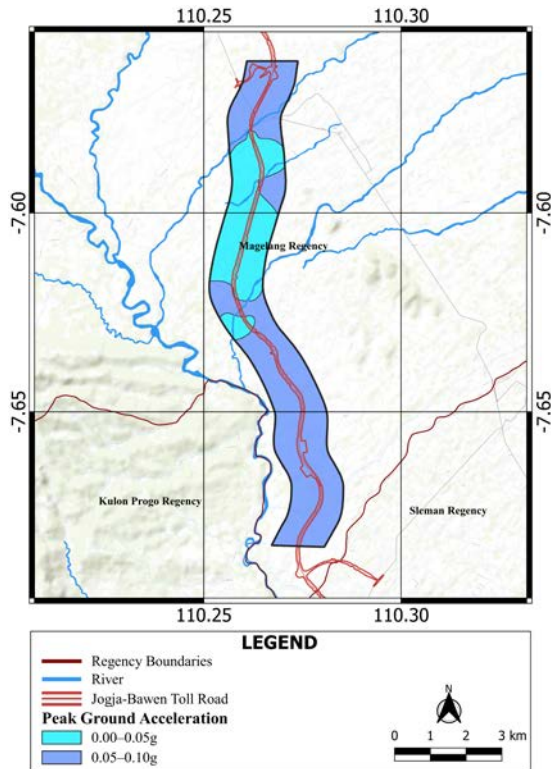 110.25 110.30
-7.60 -7.60
Magelang Regency
-7.65 -7.65
Kulon Progo Regency Sleman Regency
110.25 110.30
LEGEND
Regency Boundaries
River
Jogja-Bawen Toll Road
Peak Ground Acceleration
0.00–0.05g
0.05–0.10g
N
0 1 2 3 km